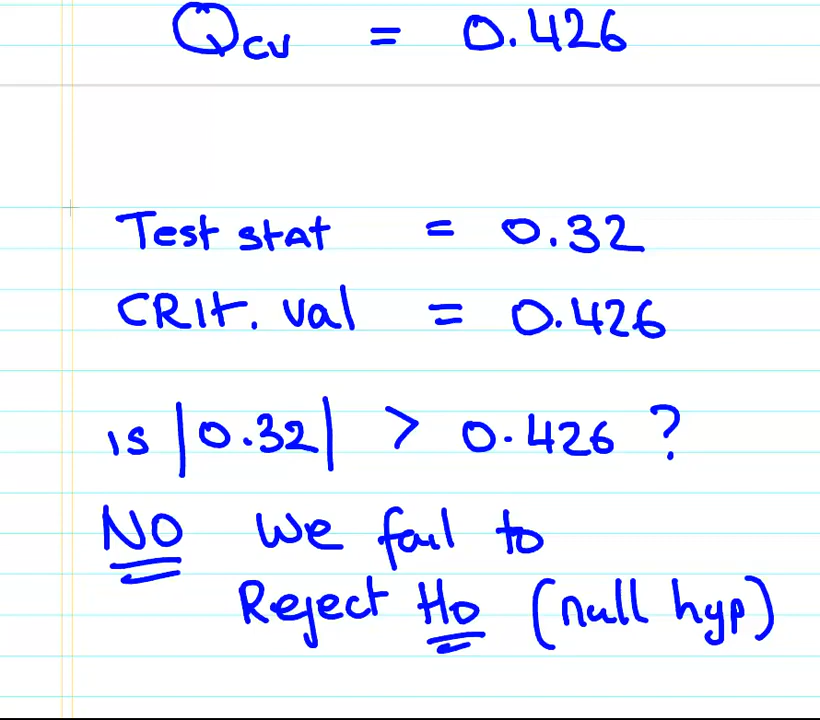 Qcv = 0.426
Test stat = 0.32
CRIt. val = 0.426
is |0.32| > 0.426 ?
NO We fail to
Reject Ho (null hyp)